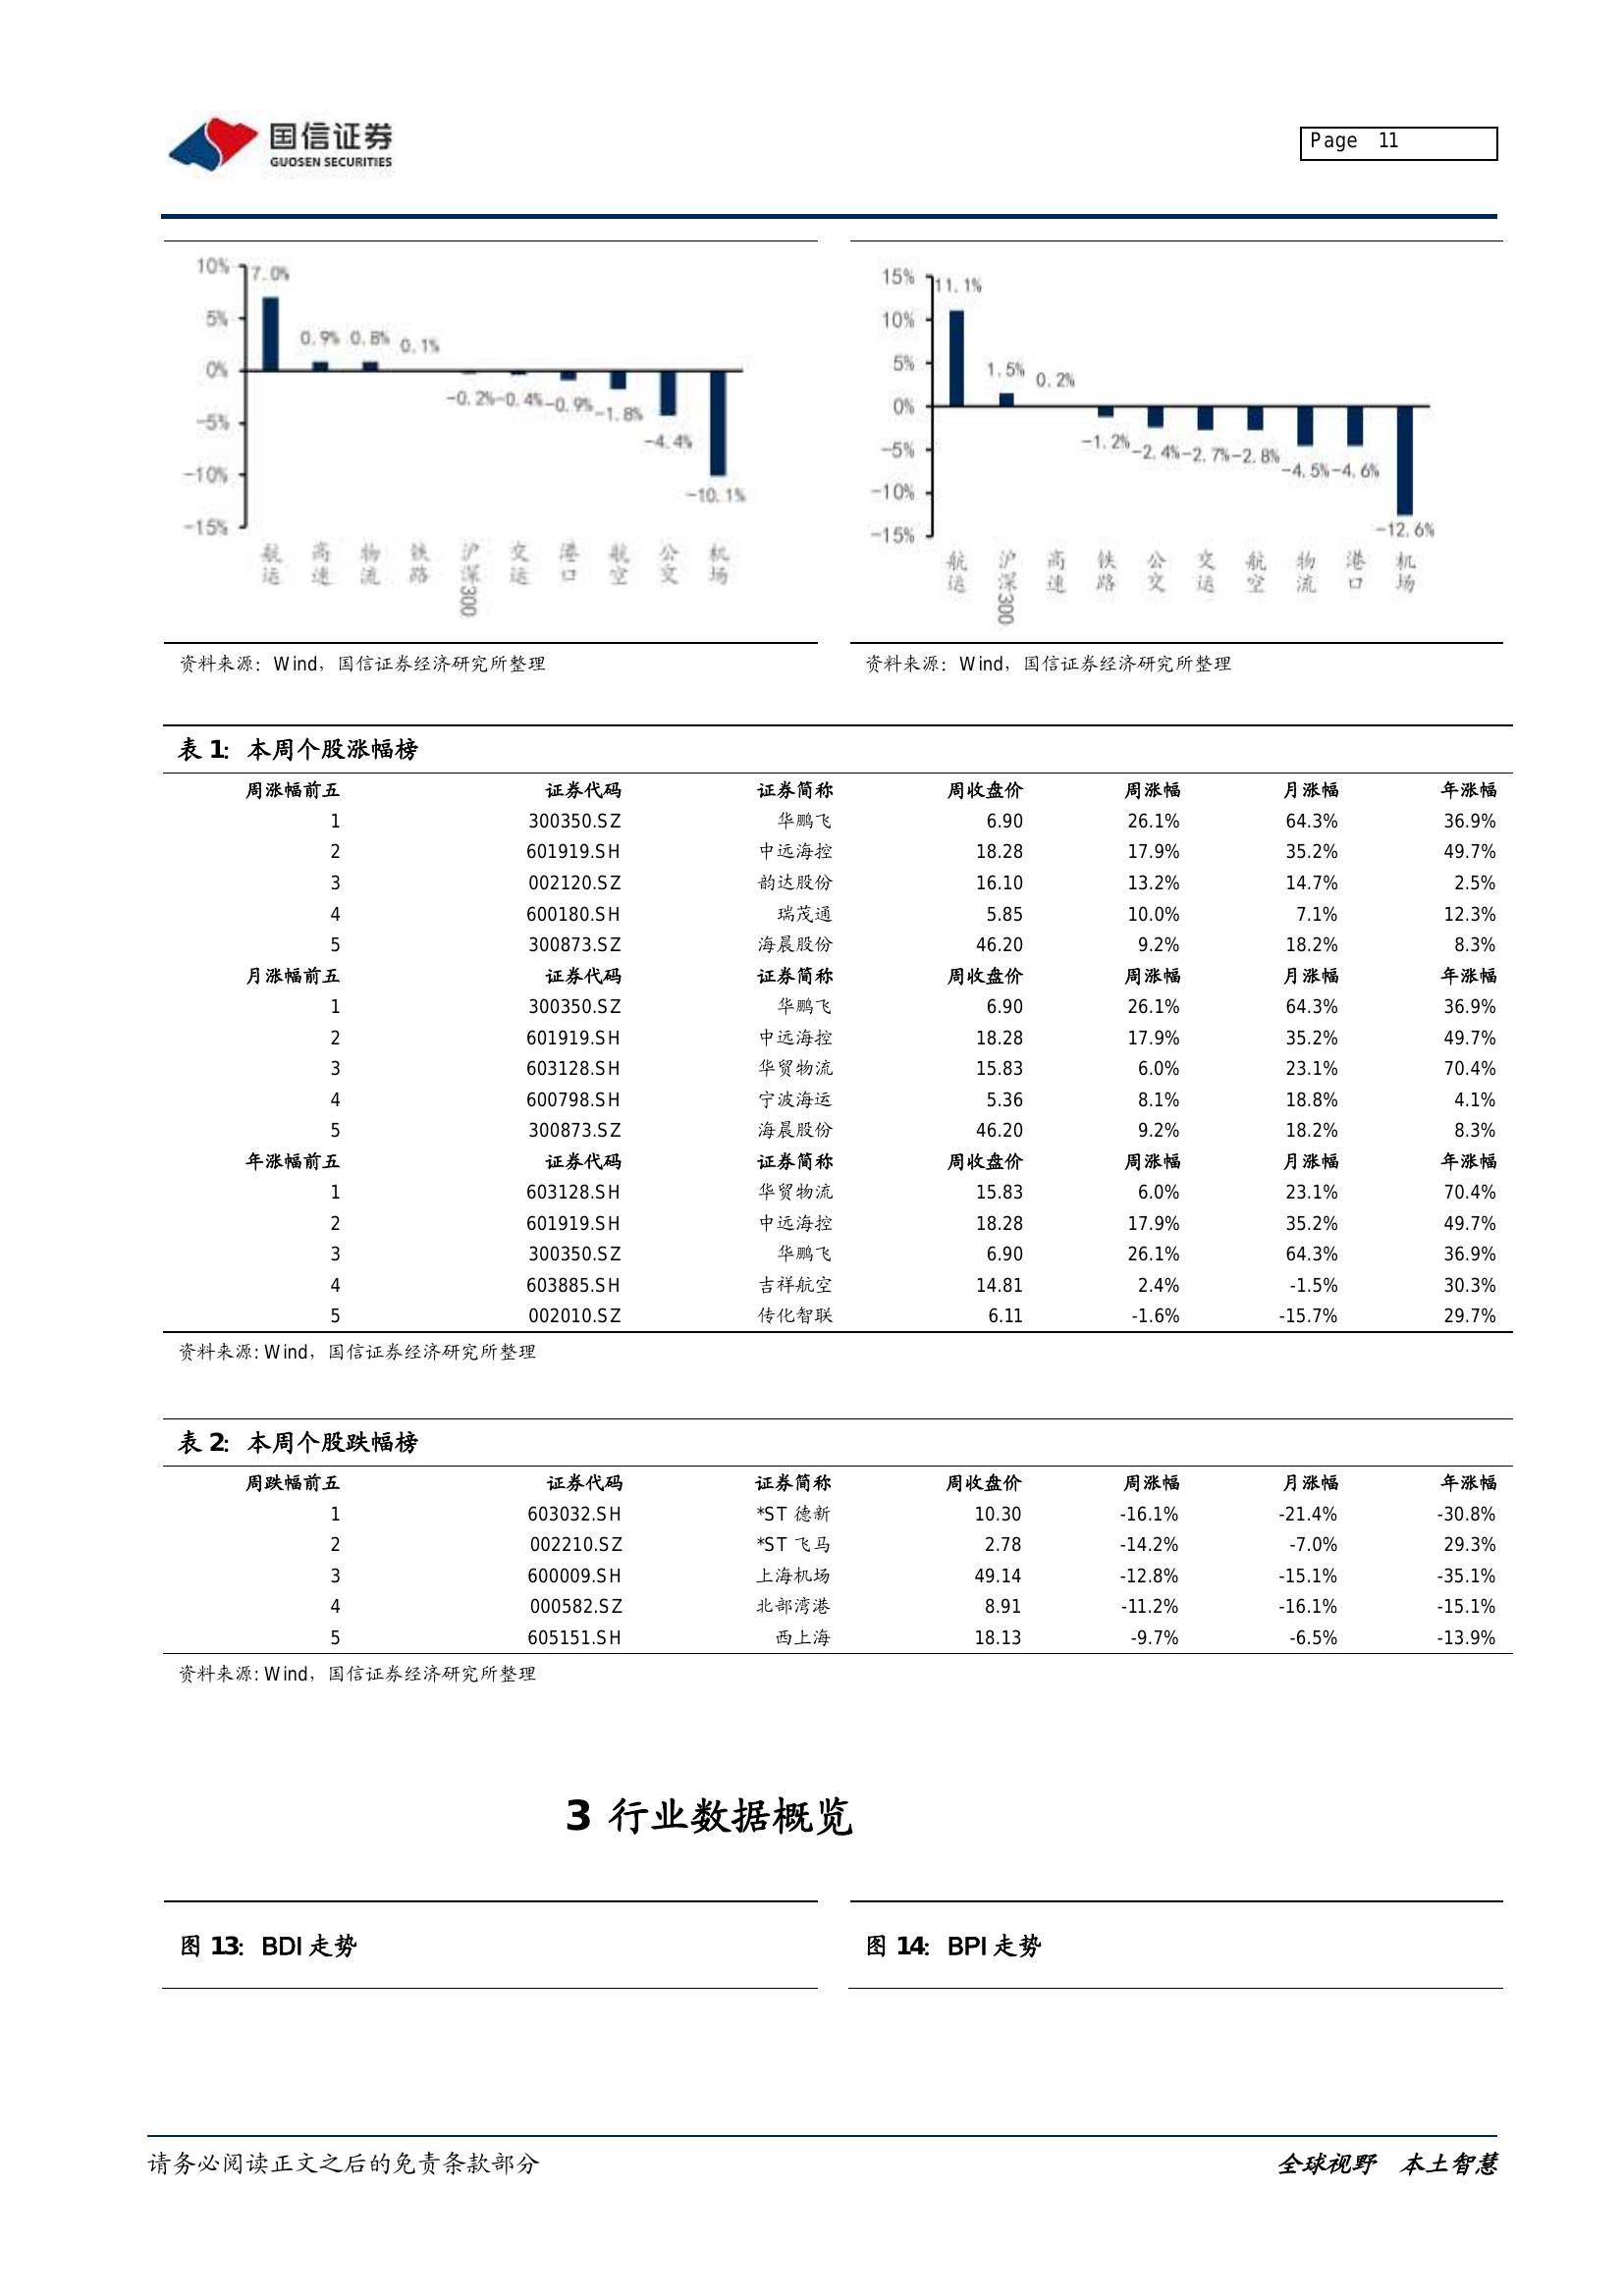 国信证券
GUOSEN SECURITIES
Page 11
10%
5%
0%
-5%
-10%
-15%
7.0%
0.9% 0.8% 0.1%
-0.2% -0.4% -0.9% -1.8% -4.4% -10.1%
航运 高速 物流 铁路 沪深300 交运 港口 航空 公交 机场
资料来源：Wind，国信证券经济研究所整理
15%
10%
5%
0%
-5%
-10%
-15%
11.1%
1.5% 0.2%
-1.2% -2.4% -2.7% -2.8% -4.5% -4.6% -12.6%
航运 沪深300 高速 铁路 公交 交运 航空 物流 港口 机场
资料来源：Wind，国信证券经济研究所整理
表 1：本周个股涨幅榜
周涨幅前五 证券代码 证券简称 周收盘价 周涨幅 月涨幅 年涨幅
1 300350.SZ 华鹏飞 6.90 26.1% 64.3% 36.9%
2 601919.SH 中远海控 18.28 17.9% 35.2% 49.7%
3 002120.SZ 韵达股份 16.10 13.2% 14.7% 2.5%
4 600180.SH 瑞茂通 5.85 10.0% 7.1% 12.3%
5 300873.SZ 海晨股份 46.20 9.2% 18.2% 8.3%
月涨幅前五 证券代码 证券简称 周收盘价 周涨幅 月涨幅 年涨幅
1 300350.SZ 华鹏飞 6.90 26.1% 64.3% 36.9%
2 601919.SH 中远海控 18.28 17.9% 35.2% 49.7%
3 603128.SH 华贸物流 15.83 6.0% 23.1% 70.4%
4 600798.SH 宁波海运 5.36 8.1% 18.8% 4.1%
5 300873.SZ 海晨股份 46.20 9.2% 18.2% 8.3%
年涨幅前五 证券代码 证券简称 周收盘价 周涨幅 月涨幅 年涨幅
1 603128.SH 华贸物流 15.83 6.0% 23.1% 70.4%
2 601919.SH 中远海控 18.28 17.9% 35.2% 49.7%
3 300350.SZ 华鹏飞 6.90 26.1% 64.3% 36.9%
4 603885.SH 吉祥航空 14.81 2.4% -1.5% 30.3%
5 002010.SZ 传化智联 6.11 -1.6% -15.7% 29.7%
资料来源: Wind，国信证券经济研究所整理
表 2：本周个股跌幅榜
周跌幅前五 证券代码 证券简称 周收盘价 周涨幅 月涨幅 年涨幅
1 603032.SH *ST 德新 10.30 -16.1% -21.4% -30.8%
2 002210.SZ *ST 飞马 2.78 -14.2% -7.0% 29.3%
3 600009.SH 上海机场 49.14 -12.8% -15.1% -35.1%
4 000582.SZ 北部湾港 8.91 -11.2% -16.1% -15.1%
5 605151.SH 西上海 18.13 -9.7% -6.5% -13.9%
资料来源: Wind，国信证券经济研究所整理
3 行业数据概览
图 13：BDI 走势
图 14：BPI 走势
请务必阅读正文之后的免责条款部分
全球视野 本土智慧